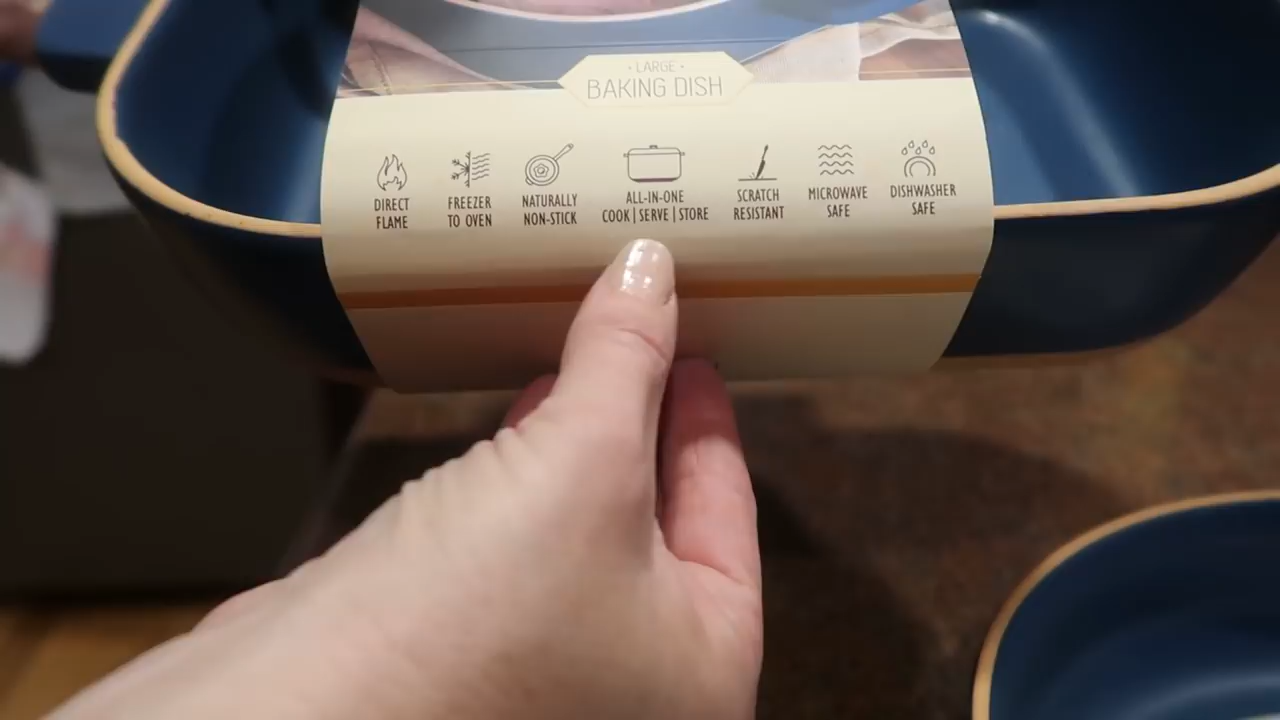 • LARGE •
BAKING DISH
DIRECT
FLAME
FREEZER
TO OVEN
NATURALLY
NON-STICK
ALL-IN-ONE
COOK | SERVE | STORE
SCRATCH
RESISTANT
MICROWAVE
SAFE
DISHWASHER
SAFE